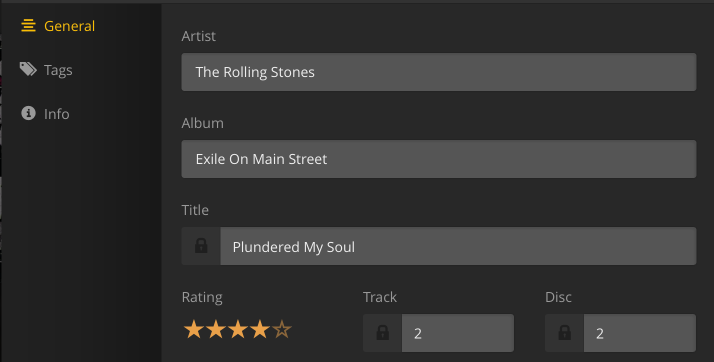 General
Tags
Info
Artist
The Rolling Stones
Album
Exile On Main Street
Title
Plundered My Soul
Rating Track Disc
2 2